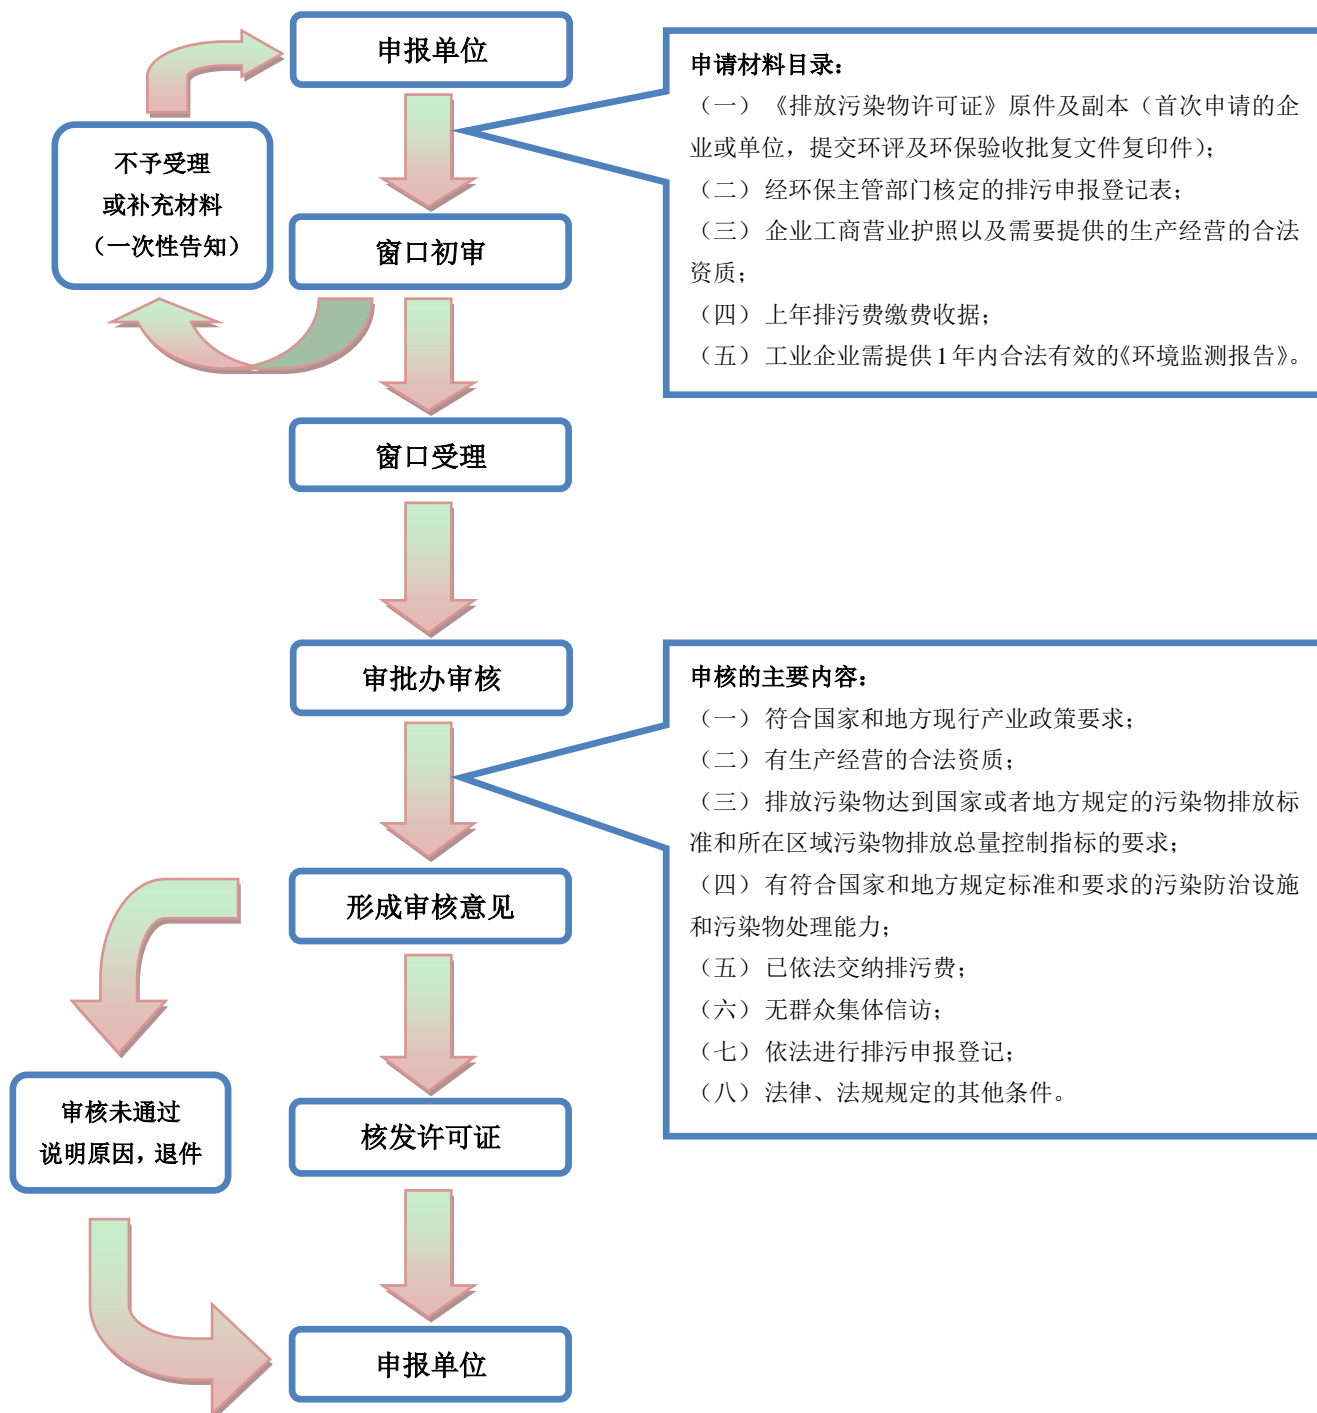 申报单位
申请材料目录：
（一）《排放污染物许可证》原件及副本（首次申请的企
业或单位，提交环评及环保验收批复文件复印件）；
（二）经环保主管部门核定的排污申报登记表；
（三）企业工商营业护照以及需要提供的生产经营的合法
资质；
（四）上年排污费缴费收据；
（五）工业企业需提供1年内合法有效的《环境监测报告》。
不予受理
或补充材料
（一次性告知）
窗口初审
窗口受理
审批办审核
申核的主要内容：
（一）符合国家和地方现行产业政策要求；
（二）有生产经营的合法资质；
（三）排放污染物达到国家或者地方规定的污染物排放标
准和所在区域污染物排放总量控制指标的要求；
（四）有符合国家和地方规定标准和要求的污染防治设施
和污染物处理能力；
（五）已依法交纳排污费；
（六）无群众集体信访；
（七）依法进行排污申报登记；
（八）法律、法规规定的其他条件。
形成审核意见
审核未通过
说明原因，退件
核发许可证
申报单位